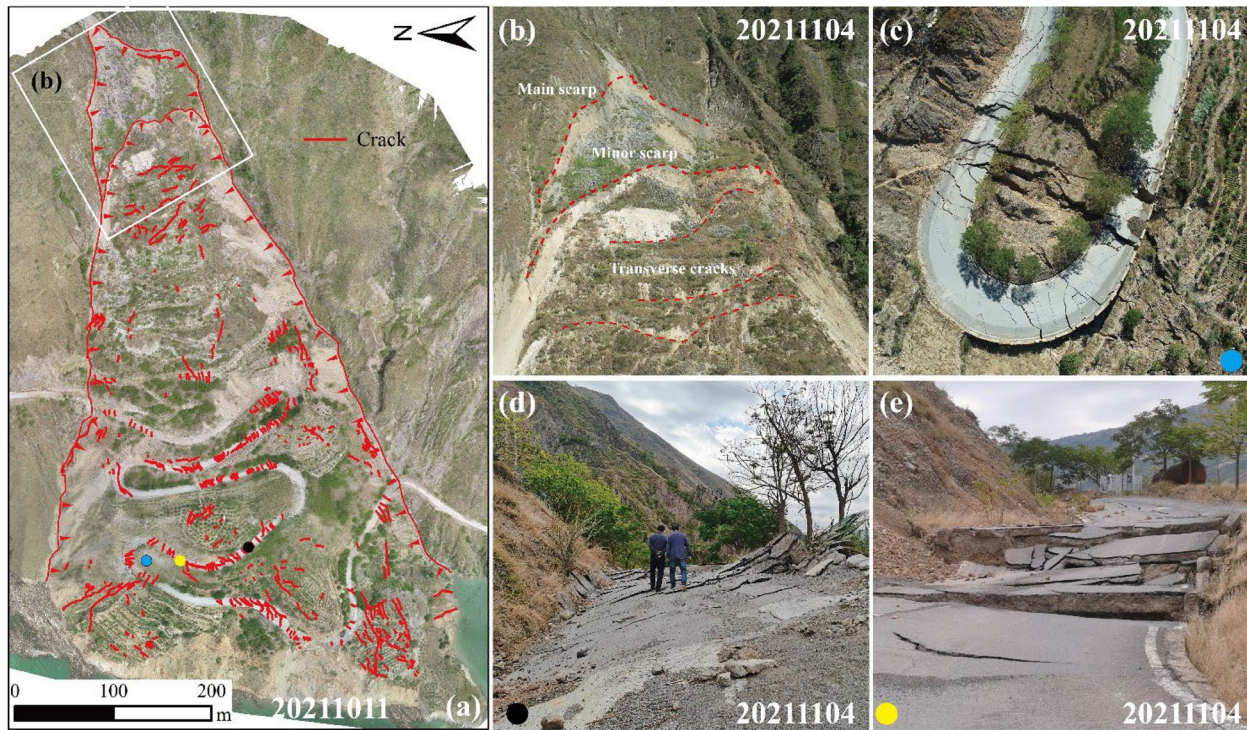 (b)
N
Crack
0 100 200
m
20211011
(a)
(b)
20211104
Main scarp
Minor scarp
Transverse cracks
(c)
20211104
(d)
20211104
(e)
20211104